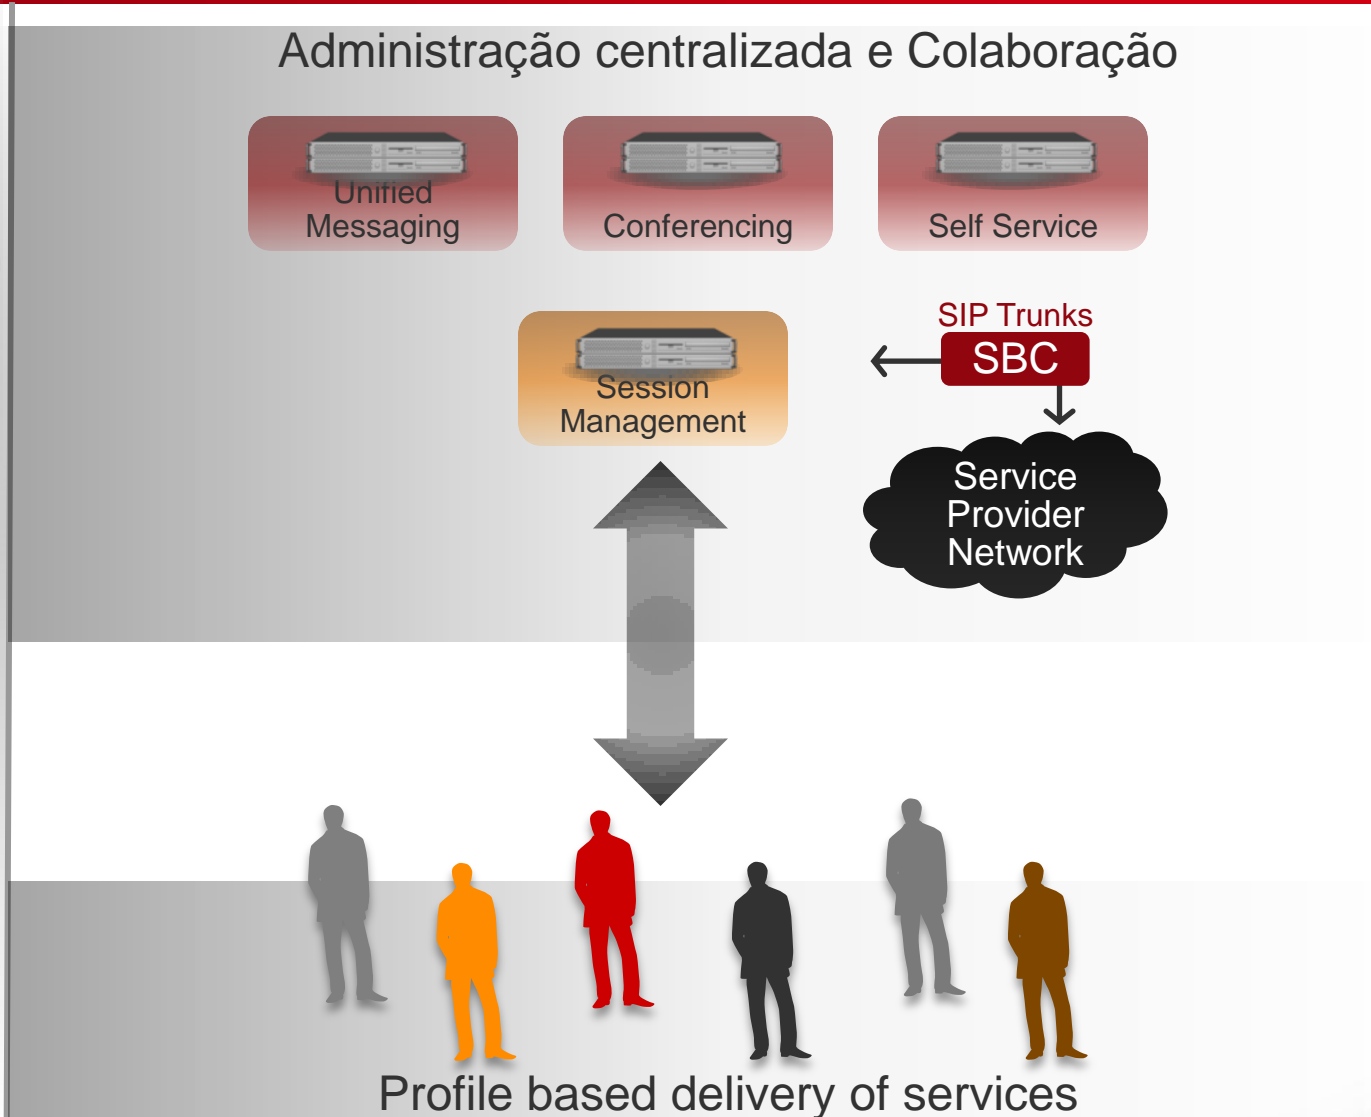 Administração centralizada e Colaboração
Unified
Messaging
Conferencing
Self Service
Session
Management
SIP Trunks
SBC
Service
Provider
Network
Profile based delivery of services